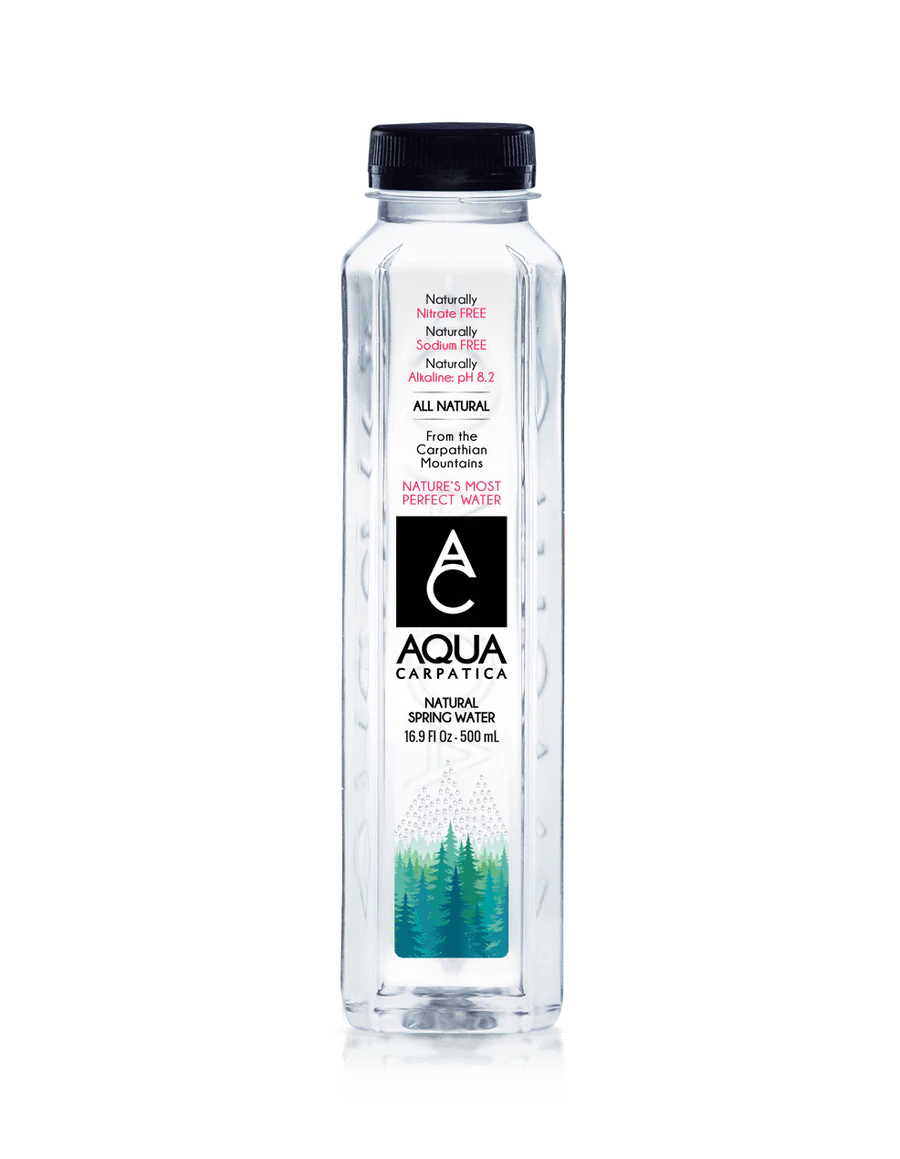 Naturally
Nitrate FREE
Naturally
Sodium FREE
Naturally
Alkaline: pH 8.2
ALL NATURAL
From the
Carpathian
Mountains
NATURE'S MOST
PERFECT WATER
AC
AQUA
CARPATICA
NATURAL
SPRING WATER
16.9 Fl Oz - 500 mL